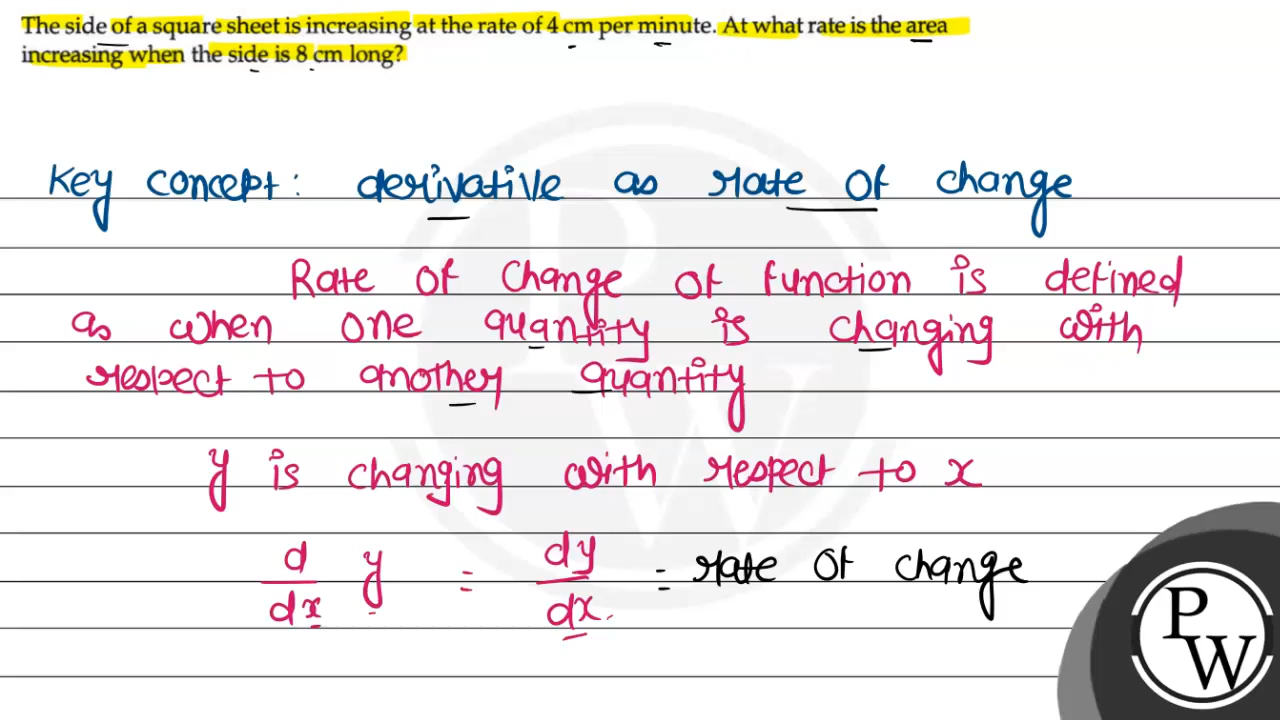 The side of a square sheet is increasing at the rate of 4 cm per minute. At what rate is the area
increasing when the side is 8 cm long?
Key concept: derivative as rate of change
Rate of change of function is defined
as when one quantity is changing with
respect to another quantity
y is changing with respect to x
d/dx y = dy/dx = rate of change
P
W
P
W